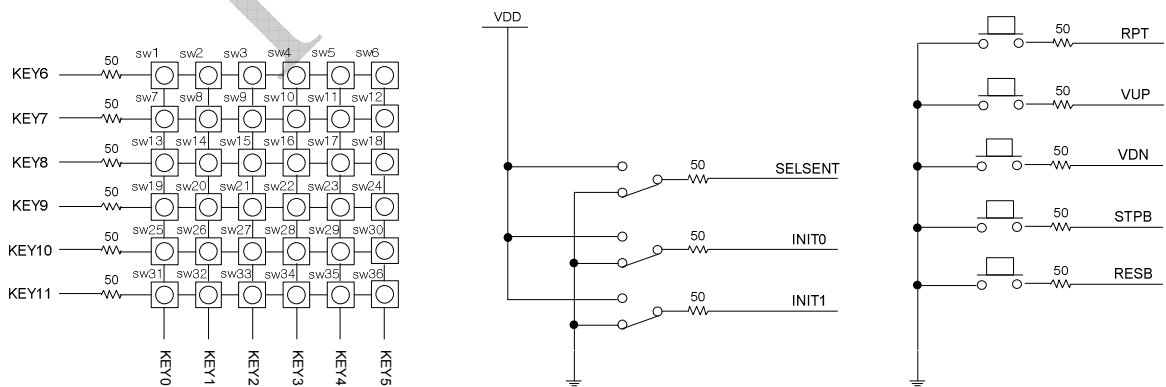 sw1 sw2 sw3 sw4 sw5 sw6
50
KEY6
sw7 sw8 sw9 sw10 sw11 sw12
50
KEY7
sw13 sw14 sw15 sw16 sw17 sw18
50
KEY8
sw19 sw20 sw21 sw22 sw23 sw24
50
KEY9
sw25 sw26 sw27 sw28 sw29 sw30
50
KEY10
sw31 sw32 sw33 sw34 sw35 sw36
50
KEY11
KEY0
KEY1
KEY2
KEY3
KEY4
KEY5
VDD
50
SELSENT
50
INIT0
50
INIT1
50
RPT
50
VUP
50
VDN
50
STPB
50
RESB